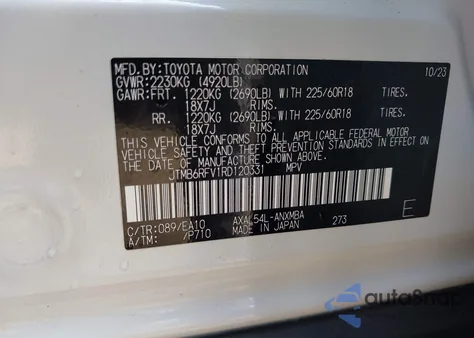 MFD.BY:TOYOTA MOTOR CORPORATION 10/23
GVWR:2230KG (4920LB)
GAWR:FRT. 1220KG (2690LB) WITH 225/60R18 TIRES.
18X7J RIMS.
RR. 1220KG (2690LB) WITH 225/60R18 TIRES.
18X7J RIMS.
THIS VEHICLE CONFORMS TO ALL APPLICABLE FEDERAL MOTOR
VEHICLE SAFETY AND THEFT PREVENTION STANDARDS IN EFFECT ON
THE DATE OF MANUFACTURE SHOWN ABOVE.
JTMB6RFV1RD120331 MPV
C/TR:089/EA10 AXAL54L-ANXMBA
A/TM: /P710 MADE IN JAPAN 273 E
autoSnap